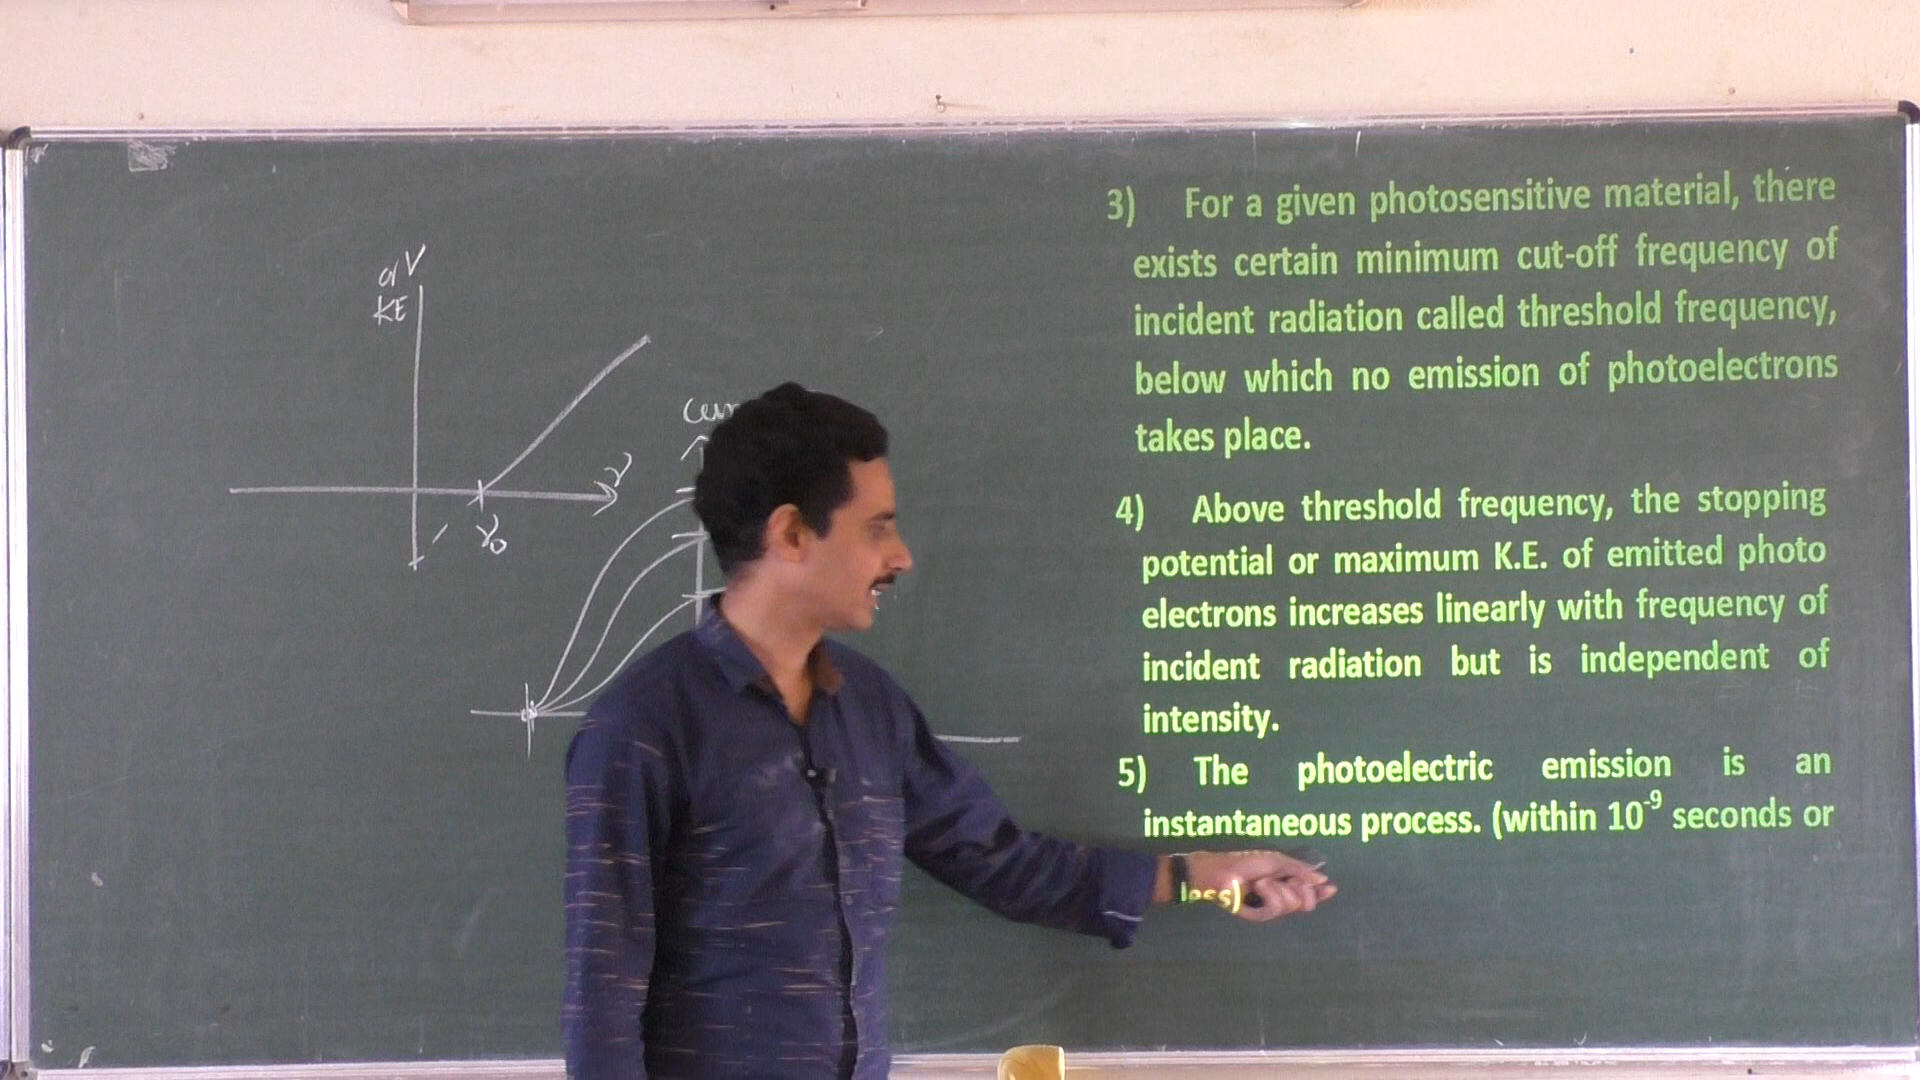 or V
KE
ν
ν₀
3) For a given photosensitive material, there
exists certain minimum cut-off frequency of
incident radiation called threshold frequency,
below which no emission of photoelectrons
takes place.
4) Above threshold frequency, the stopping
potential or maximum K.E. of emitted photo
electrons increases linearly with frequency of
incident radiation but is independent of
intensity.
5) The photoelectric emission is an
instantaneous process. (within 10⁻⁹ seconds or
less)